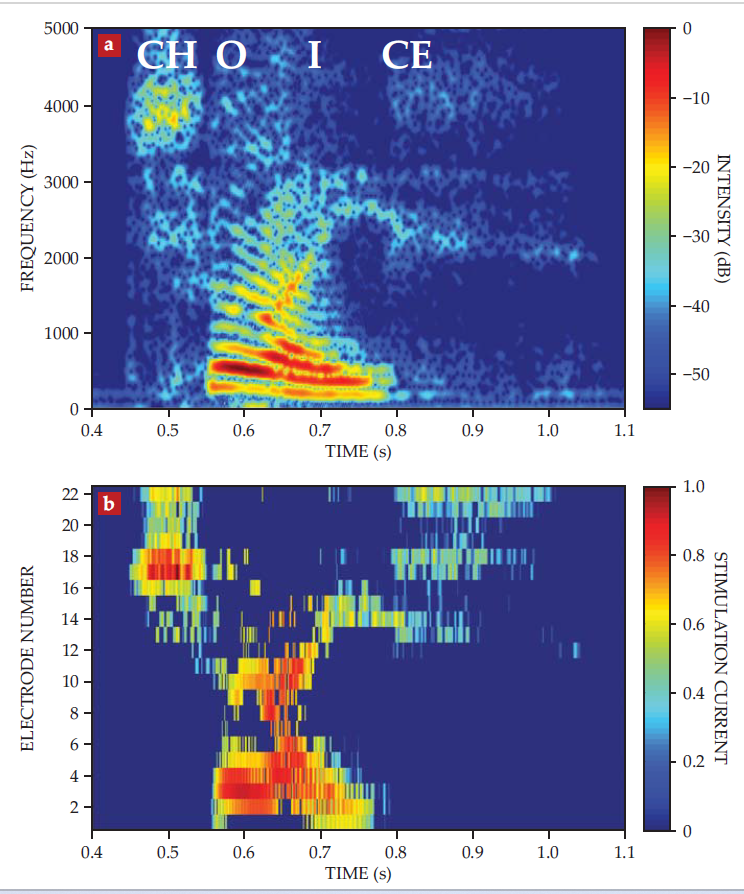 a
CH O I CE
5000
4000
3000
2000
1000
0
FREQUENCY (Hz)
0.4 0.5 0.6 0.7 0.8 0.9 1.0 1.1
TIME (s)
0
−10
−20
−30
−40
−50
INTENSITY (dB)
b
22
20
18
16
14
12
10
8
6
4
2
ELECTRODE NUMBER
0.4 0.5 0.6 0.7 0.8 0.9 1.0 1.1
TIME (s)
1.0
0.8
0.6
0.4
0.2
0
STIMULATION CURRENT